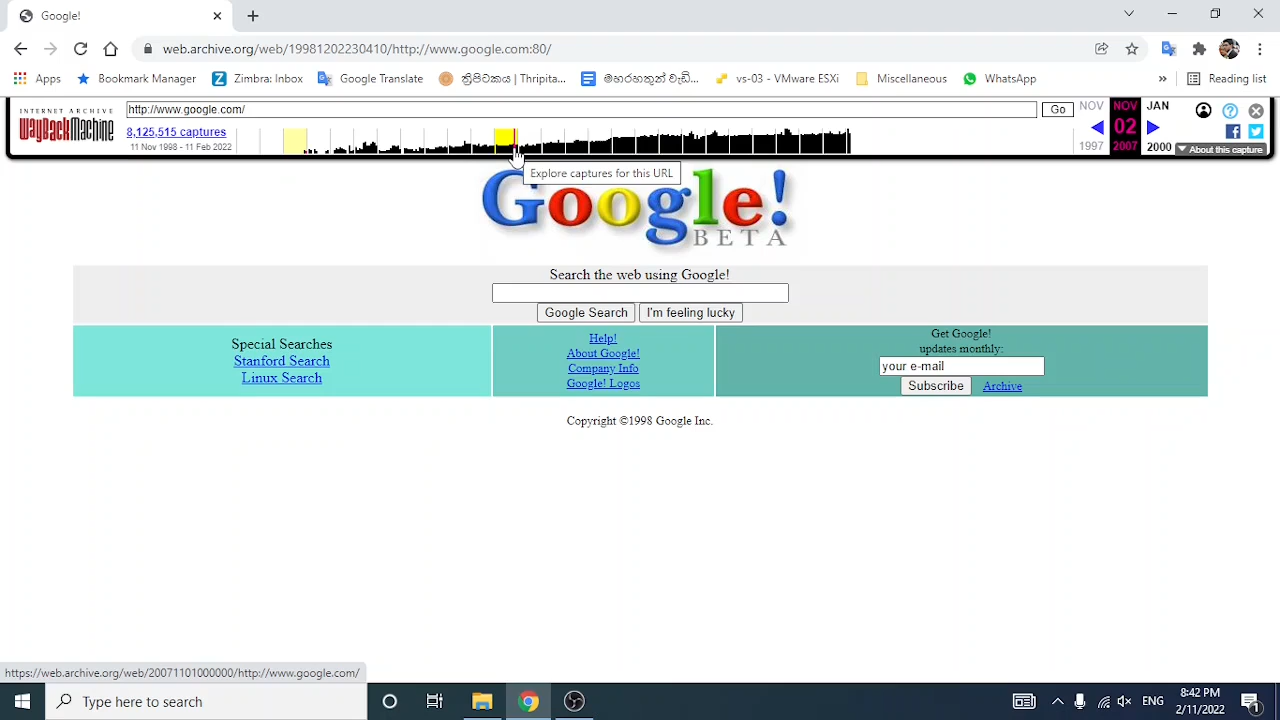 Google!
web.archive.org/web/19981202230410/http://www.google.com:80/
Apps
Bookmark Manager
Zimbra: Inbox
Google Translate
ත්‍රිපිටකය | Thripita...
vs-03 - VMware ESXi
Miscellaneous
WhatsApp
»
Reading list
INTERNET ARCHIVE
WayBackMachine
http://www.google.com/
Go
8,125,515 captures
11 Nov 1998 - 11 Feb 2022
NOV NOV JAN
02
1997 2007 2000
About this capture
Explore captures for this URL
Google!
BETA
Search the web using Google!
Google Search I'm feeling lucky
Special Searches
Stanford Search
Linux Search
Help!
About Google!
Company Info
Google! Logos
Get Google!
updates monthly:
your e-mail
Subscribe Archive
Copyright ©1998 Google Inc.
https://web.archive.org/web/20071101000000/http://www.google.com/
Type here to search
ENG
8:42 PM
2/11/2022
1